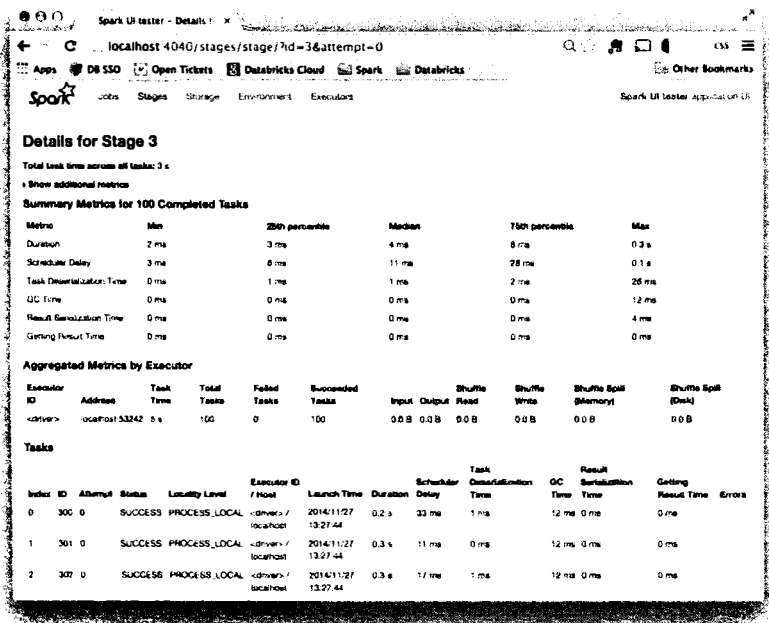 Spark UI tester - Details f ×
localhost:4040/stages/stage/?id=3&attempt=0 css
Apps DB SSO Open Tickets Databricks Cloud Spark Databricks Other Bookmarks
Spark Jobs Stages Storage Environment Executors Spark UI tester application UI
Details for Stage 3
Total task time across all tasks: 3 s
Show additional metrics
Summary Metrics for 100 Completed Tasks
Metric Min 25th percentile Median 75th percentile Max
Duration 2 ms 3 ms 4 ms 8 ms 0.3 s
Scheduler Delay 3 ms 6 ms 11 ms 28 ms 0.1 s
Task Deserialization Time 0 ms 1 ms 1 ms 2 ms 26 ms
GC Time 0 ms 0 ms 0 ms 0 ms 12 ms
Result Serialization Time 0 ms 0 ms 0 ms 0 ms 4 ms
Getting Result Time 0 ms 0 ms 0 ms 0 ms 0 ms
Aggregated Metrics by Executor
Executor Task Total Failed Succeeded Shuffle Shuffle Shuffle Spill Shuffle Spill
ID Address Time Tasks Tasks Tasks Input Output Read Write (Memory) (Disk)
<driver> localhost:53242 5 s 100 0 100 0.0 B 0.0 B 0.0 B 0.0 B 0.0 B 0.0 B
Tasks
Task Result
Executor ID Scheduler Deserialization GC Serialization Getting
Index ID Attempt Status Locality Level / Host Launch Time Duration Delay Time Time Time Result Time Errors
0 300 0 SUCCESS PROCESS_LOCAL <driver> / 2014/11/27 0.2 s 33 ms 1 ms 12 ms 0 ms 0 ms
localhost 13:27:44
1 301 0 SUCCESS PROCESS_LOCAL <driver> / 2014/11/27 0.3 s 11 ms 0 ms 12 ms 0 ms 0 ms
localhost 13:27:44
2 302 0 SUCCESS PROCESS_LOCAL <driver> / 2014/11/27 0.3 s 17 ms 1 ms 12 ms 0 ms 0 ms
localhost 13:27:44